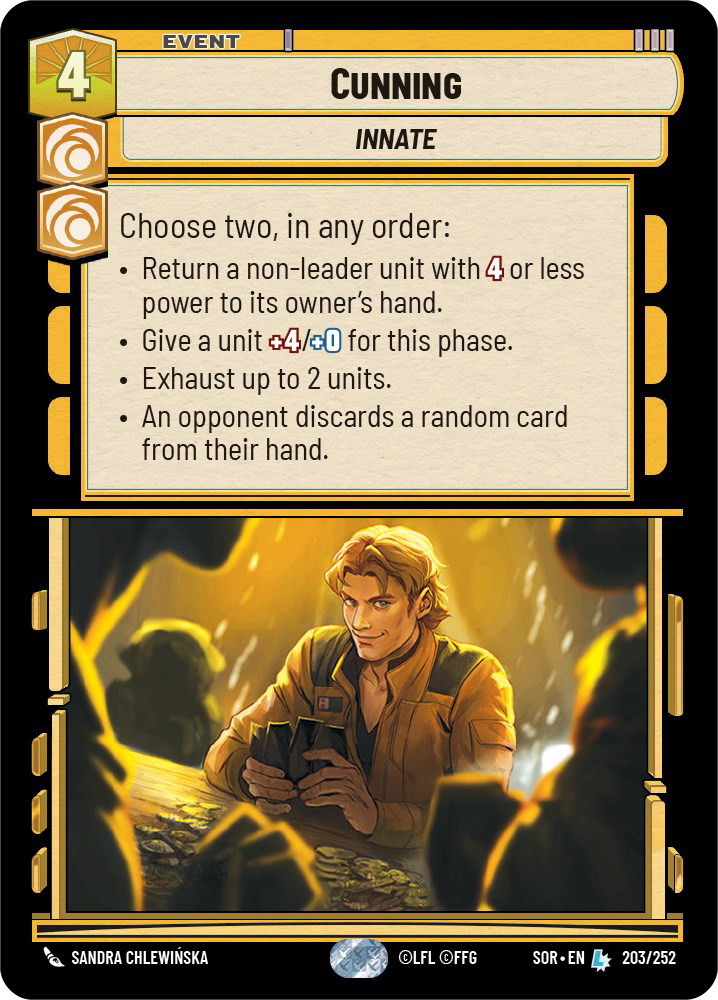 EVENT
4
CUNNING
INNATE
Choose two, in any order:
• Return a non-leader unit with 4 or less
power to its owner’s hand.
• Give a unit +4/+0 for this phase.
• Exhaust up to 2 units.
• An opponent discards a random card
from their hand.
SANDRA CHLEWIŃSKA
©LFL ©FFG
SOR • EN L 203/252